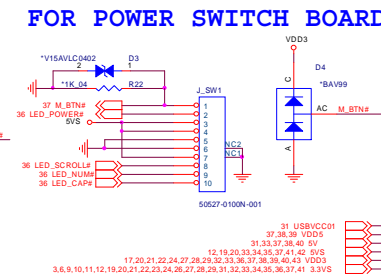 FOR POWER SWITCH BOARD
VDD3
*V15AVLC0402 D3
2 1
D4
*1K_04 R22
J_SW1
*BAV99
C
37 M_BTN#
36 LED_POWER#
5VS
1
2
3
4
5
6
7
8
9
10
AC M_BTN#
NC2
NC1
A
36 LED_SCROLL#
36 LED_NUM#
36 LED_CAP#
50527-0100N-001
31 USBVCC01
37,38,39 VDD5
31,33,37,38,40 5V
12,19,20,33,34,35,37,41,42 5VS
17,20,21,22,24,27,28,29,32,33,36,37,38,39,40,43 VDD3
3,6,9,10,11,12,19,20,21,22,23,24,26,27,28,29,31,32,33,34,35,36,37,41 3.3VS